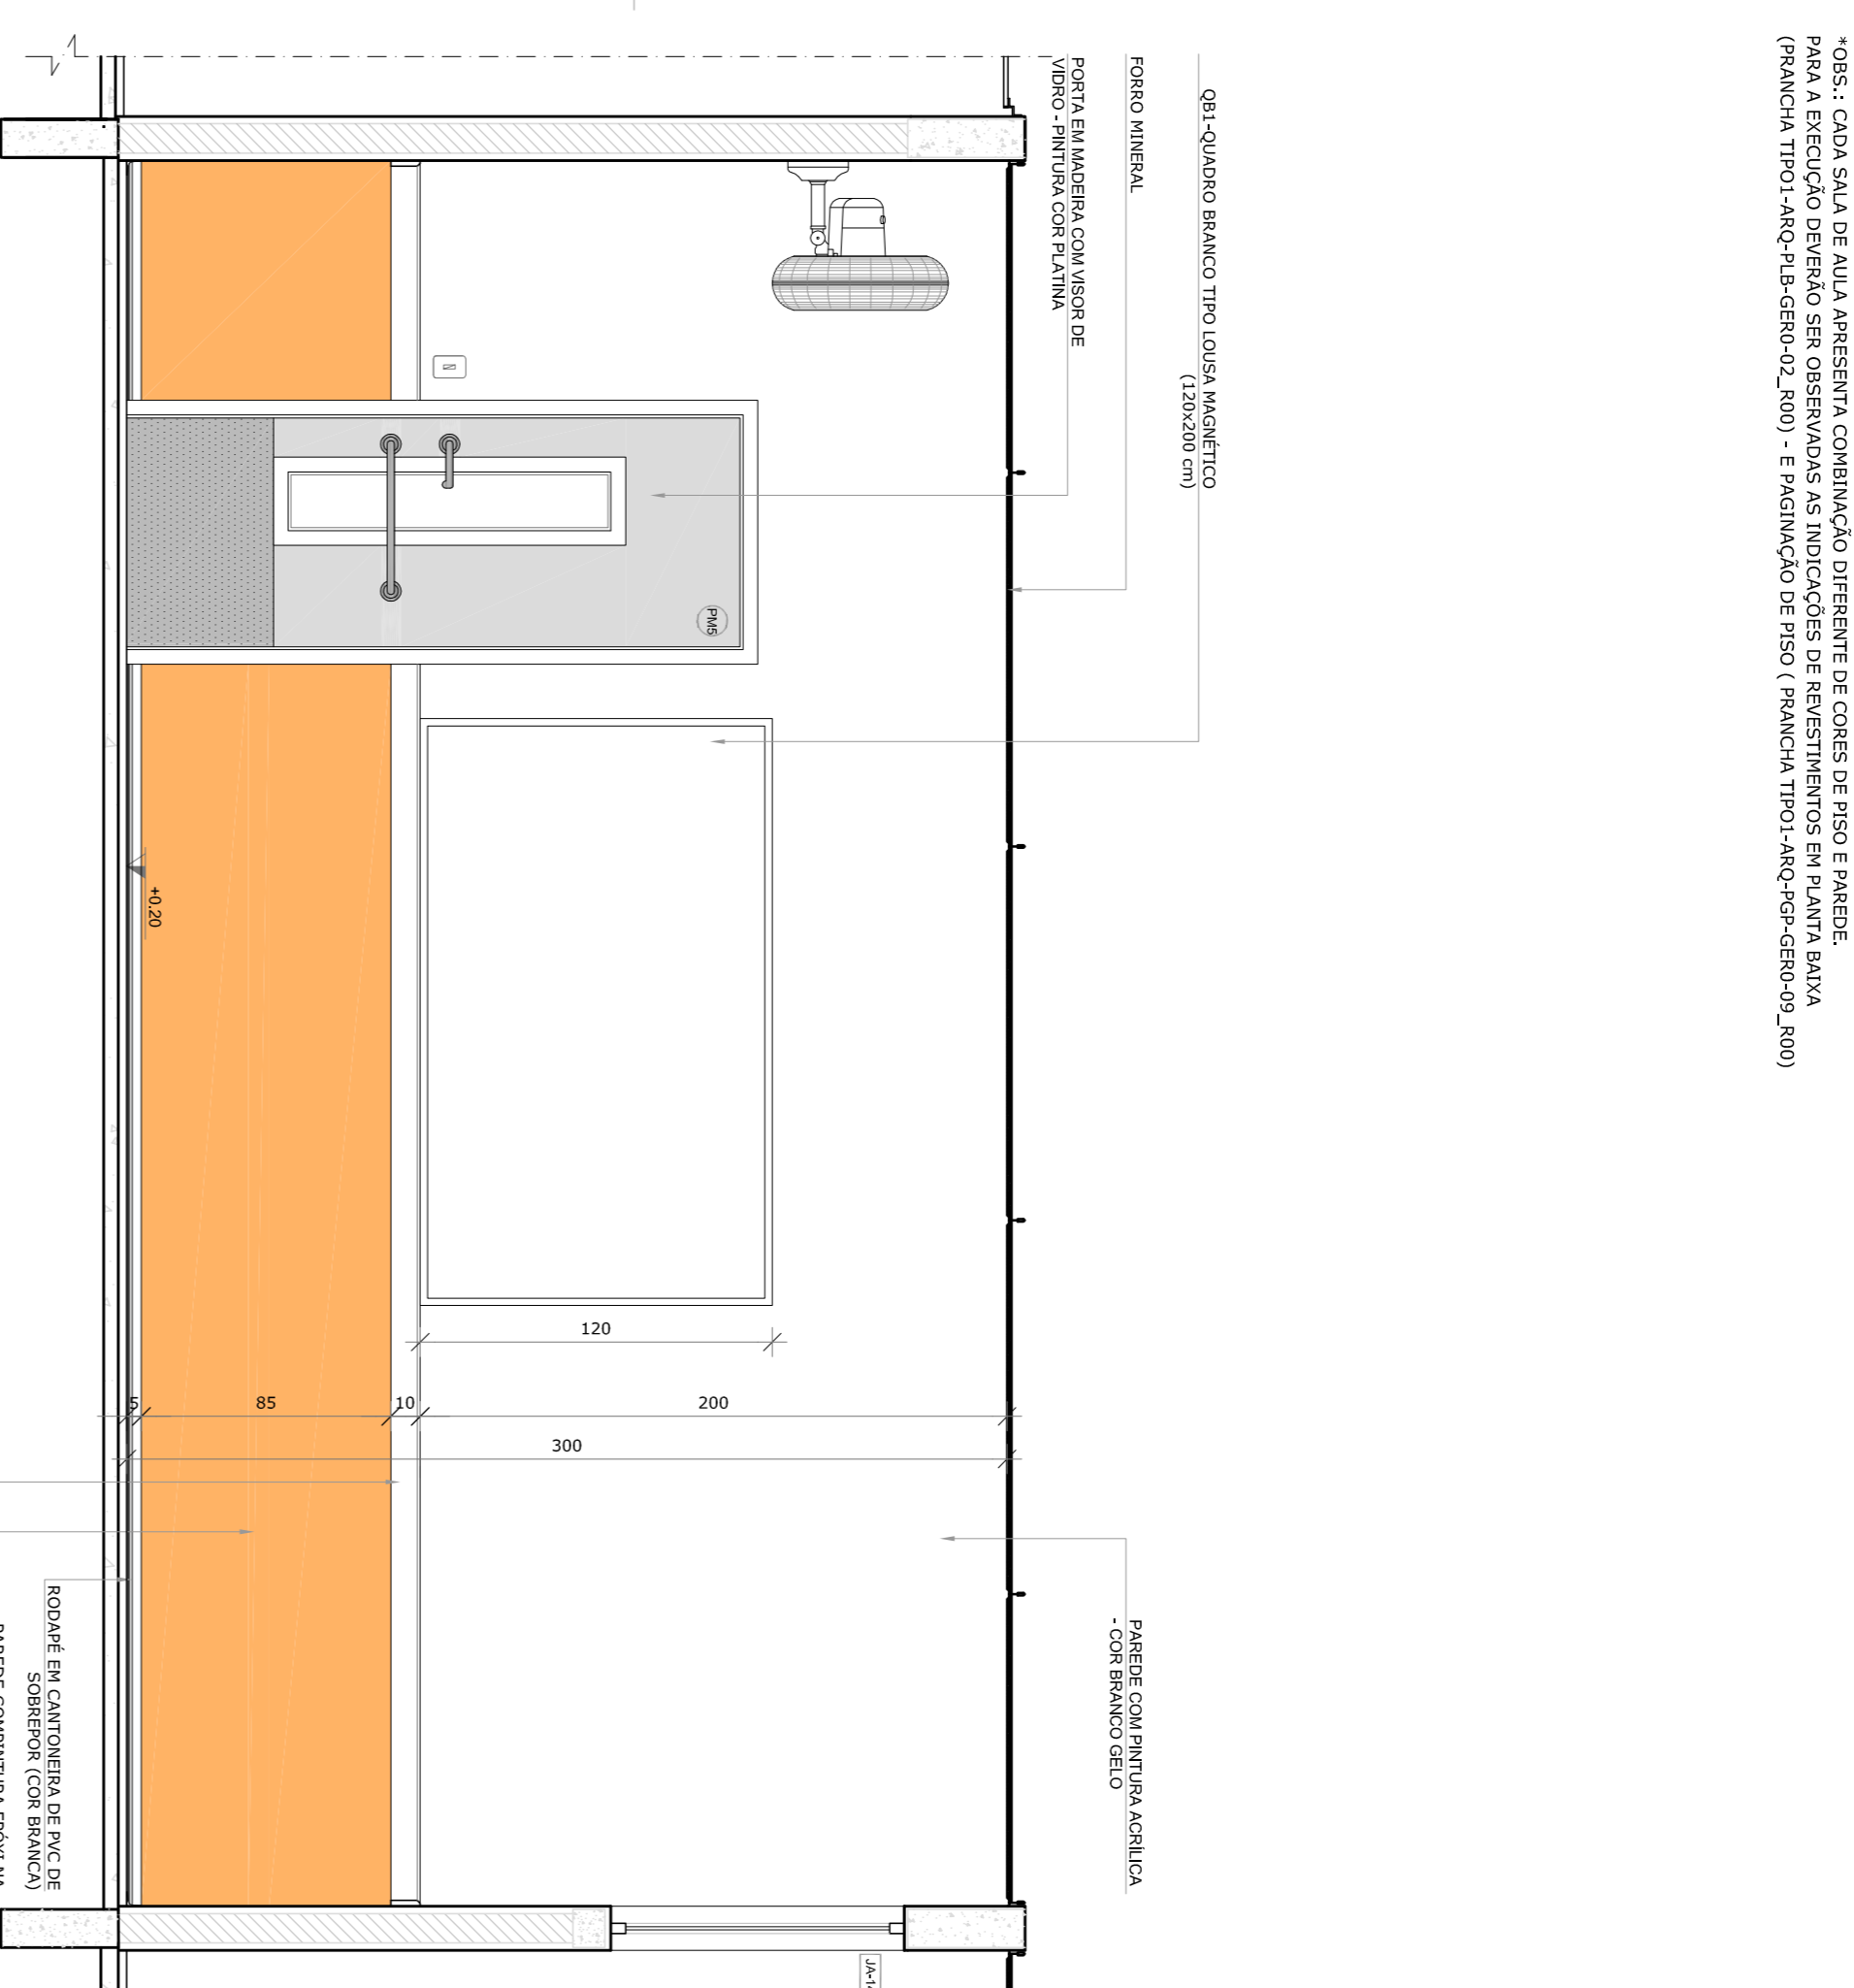 *OBS.: CADA SALA DE AULA APRESENTA COMBINAÇÃO DIFERENTE DE CORES DE PISO E PAREDE.
PARA A EXECUÇÃO DEVERÃO SER OBSERVADAS AS INDICAÇÕES DE REVESTIMENTOS EM PLANTA BAIXA
(PRANCHA TIPO1-ARQ-PLB-GER0-02_R00) - E PAGINAÇÃO DE PISO ( PRANCHA TIPO1-ARQ-PGP-GER0-09_R00)
QB1-QUADRO BRANCO TIPO LOUSA MAGNÉTICO
(120x200 cm)
FORRO MINERAL
PORTA EM MADEIRA COM VISOR DE
VIDRO - PINTURA COR PLATINA
PAREDE COM PINTURA ACRÍLICA
- COR BRANCO GELO
PM5
120
200
10
85
5
300
+0.20
JA-14
RODAPÉ EM CANTONEIRA DE PVC DE
SOBREPOR (COR BRANCA)